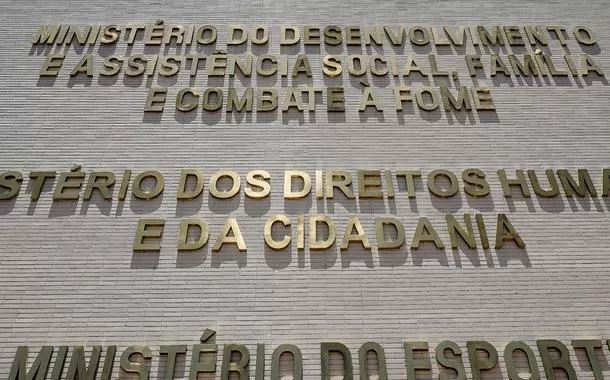 MINISTÉRIO DO DESENVOLVIMENTO
E ASSISTÊNCIA SOCIAL, FAMÍLIA
E COMBATE À FOME
STÉRIO DOS DIREITOS HUMA
E DA CIDADANIA
MINISTÉRIO DO ESPORT